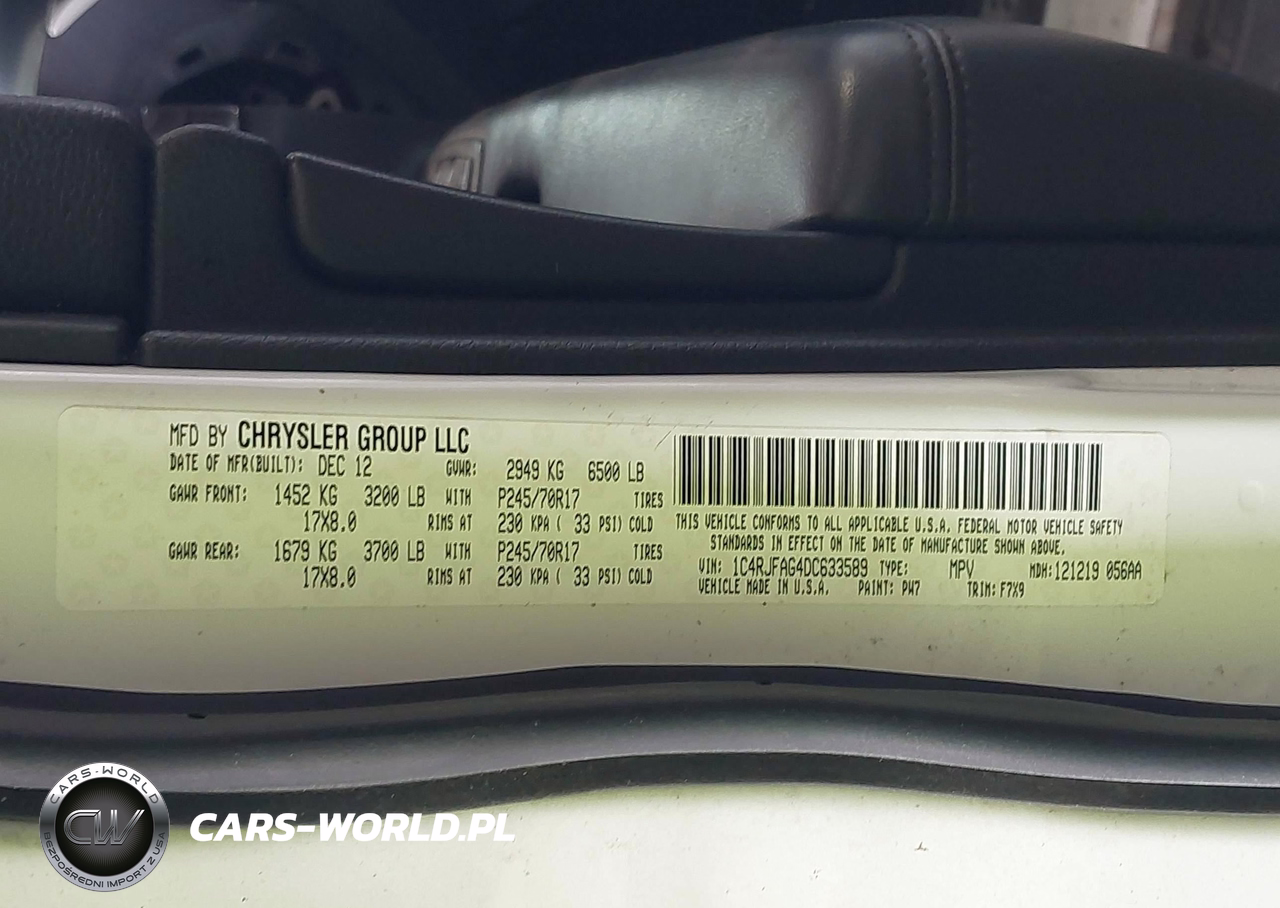 MFD BY CHRYSLER GROUP LLC
DATE OF MFR(BUILT): DEC 12 GVWR: 2949 KG 6500 LB
GAWR FRONT: 1452 KG 3200 LB WITH P245/70R17 TIRES
17X8.0 RIMS AT 230 KPA ( 33 PSI) COLD
GAWR REAR: 1679 KG 3700 LB WITH P245/70R17 TIRES
17X8.0 RIMS AT 230 KPA ( 33 PSI) COLD
THIS VEHICLE CONFORMS TO ALL APPLICABLE U.S.A. FEDERAL MOTOR VEHICLE SAFETY
STANDARDS IN EFFECT ON THE DATE OF MANUFACTURE SHOWN ABOVE.
VIN: 1C4RJFAG4DC633589 TYPE: MPV MDH: 121219 056AA
VEHICLE MADE IN U.S.A. PAINT: PW7 TRIM: F7X9
CARS-WORLD
CW
BEZPOŚREDNI IMPORT Z USA
CARS-WORLD.PL